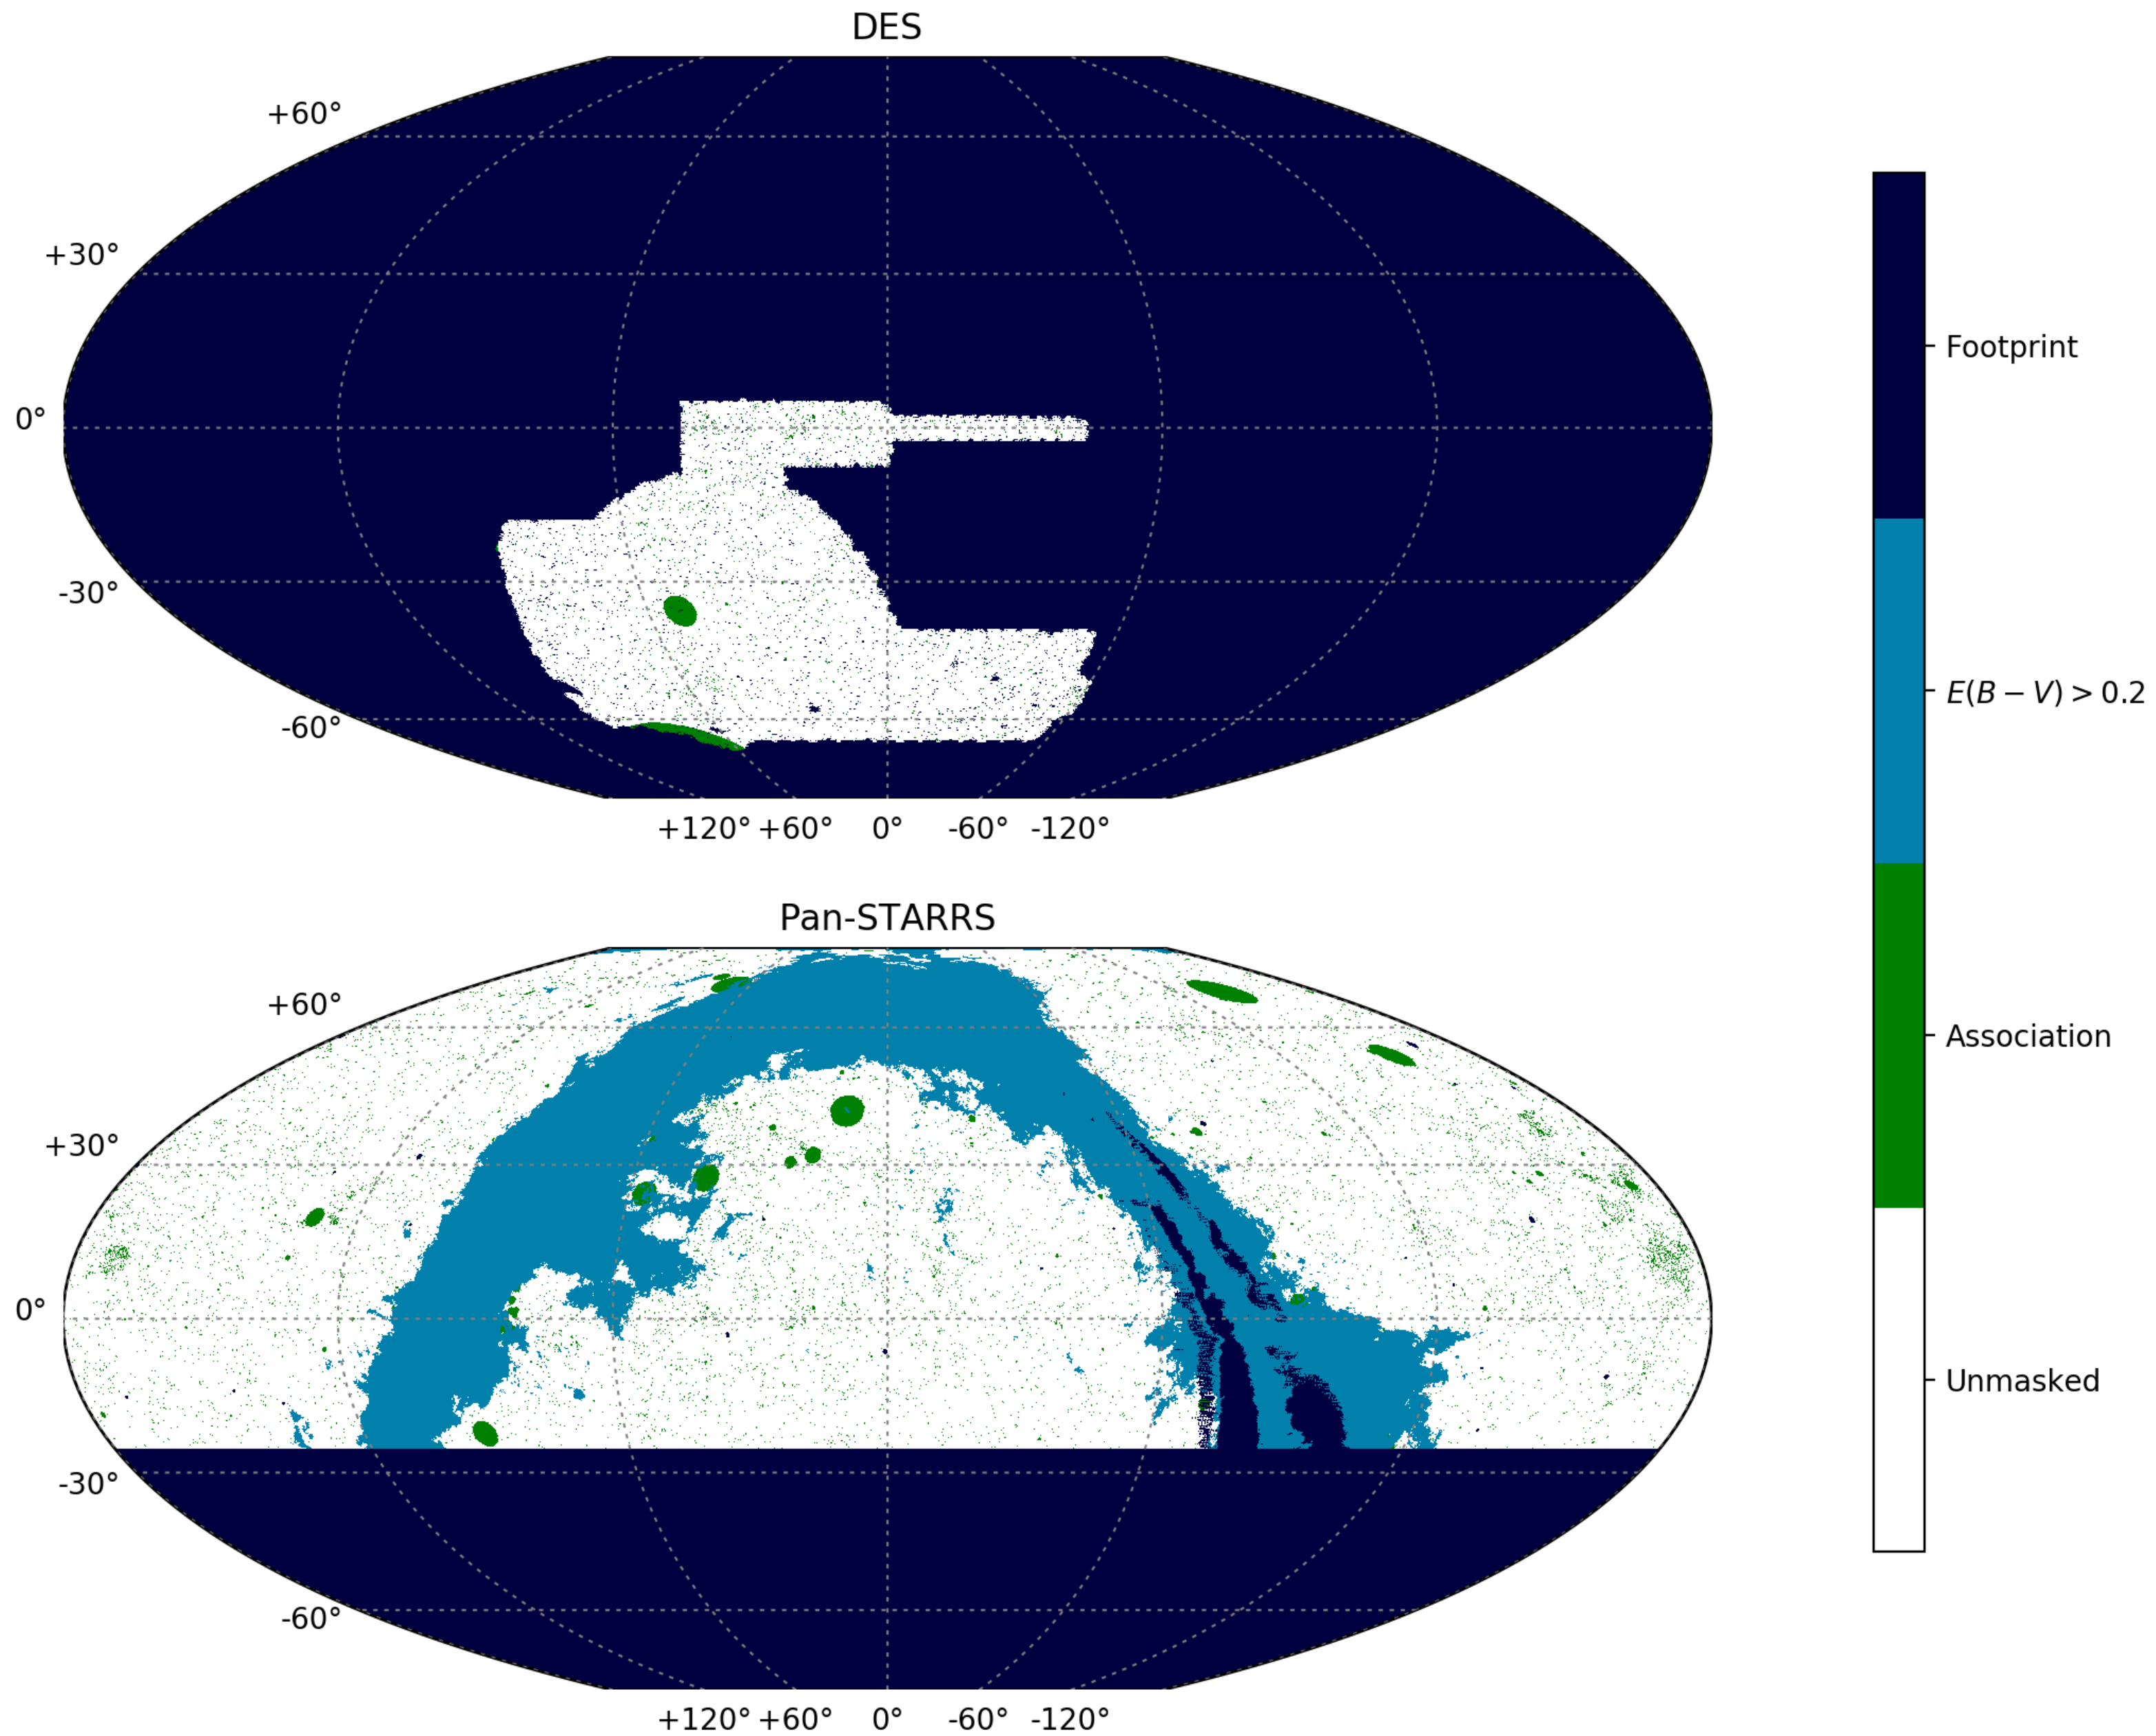 DES
+60°
+30°
0°
-30°
-60°
+120° +60° 0° -60° -120°
Pan-STARRS
+60°
+30°
0°
-30°
-60°
+120° +60° 0° -60° -120°
Footprint
E(B − V) > 0.2
Association
Unmasked